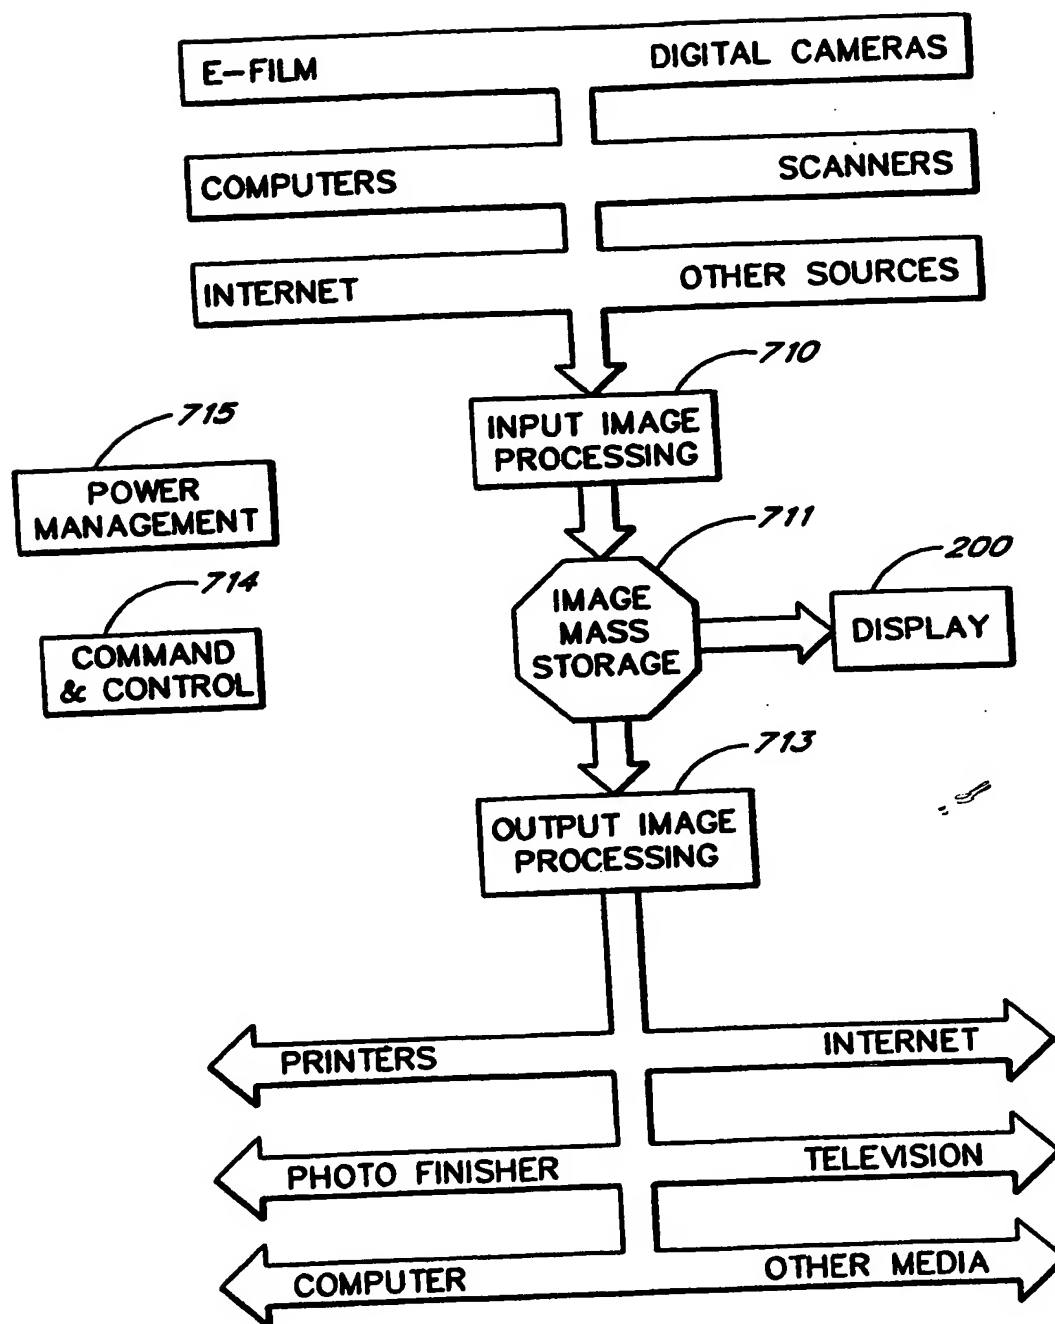 E-FILM DIGITAL CAMERAS
COMPUTERS SCANNERS
INTERNET OTHER SOURCES
710
INPUT IMAGE
PROCESSING
715
POWER
MANAGEMENT
711
IMAGE
MASS
STORAGE
200
DISPLAY
714
COMMAND
& CONTROL
713
OUTPUT IMAGE
PROCESSING
PRINTERS INTERNET
PHOTO FINISHER TELEVISION
COMPUTER OTHER MEDIA